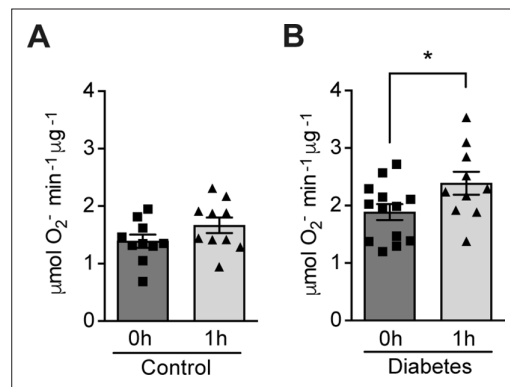 A
µmol O₂⁻ min⁻¹ µg⁻¹
4
3
2
1
0
0h 1h
Control
B
*
µmol O₂⁻ min⁻¹ µg⁻¹
4
3
2
1
0
0h 1h
Diabetes